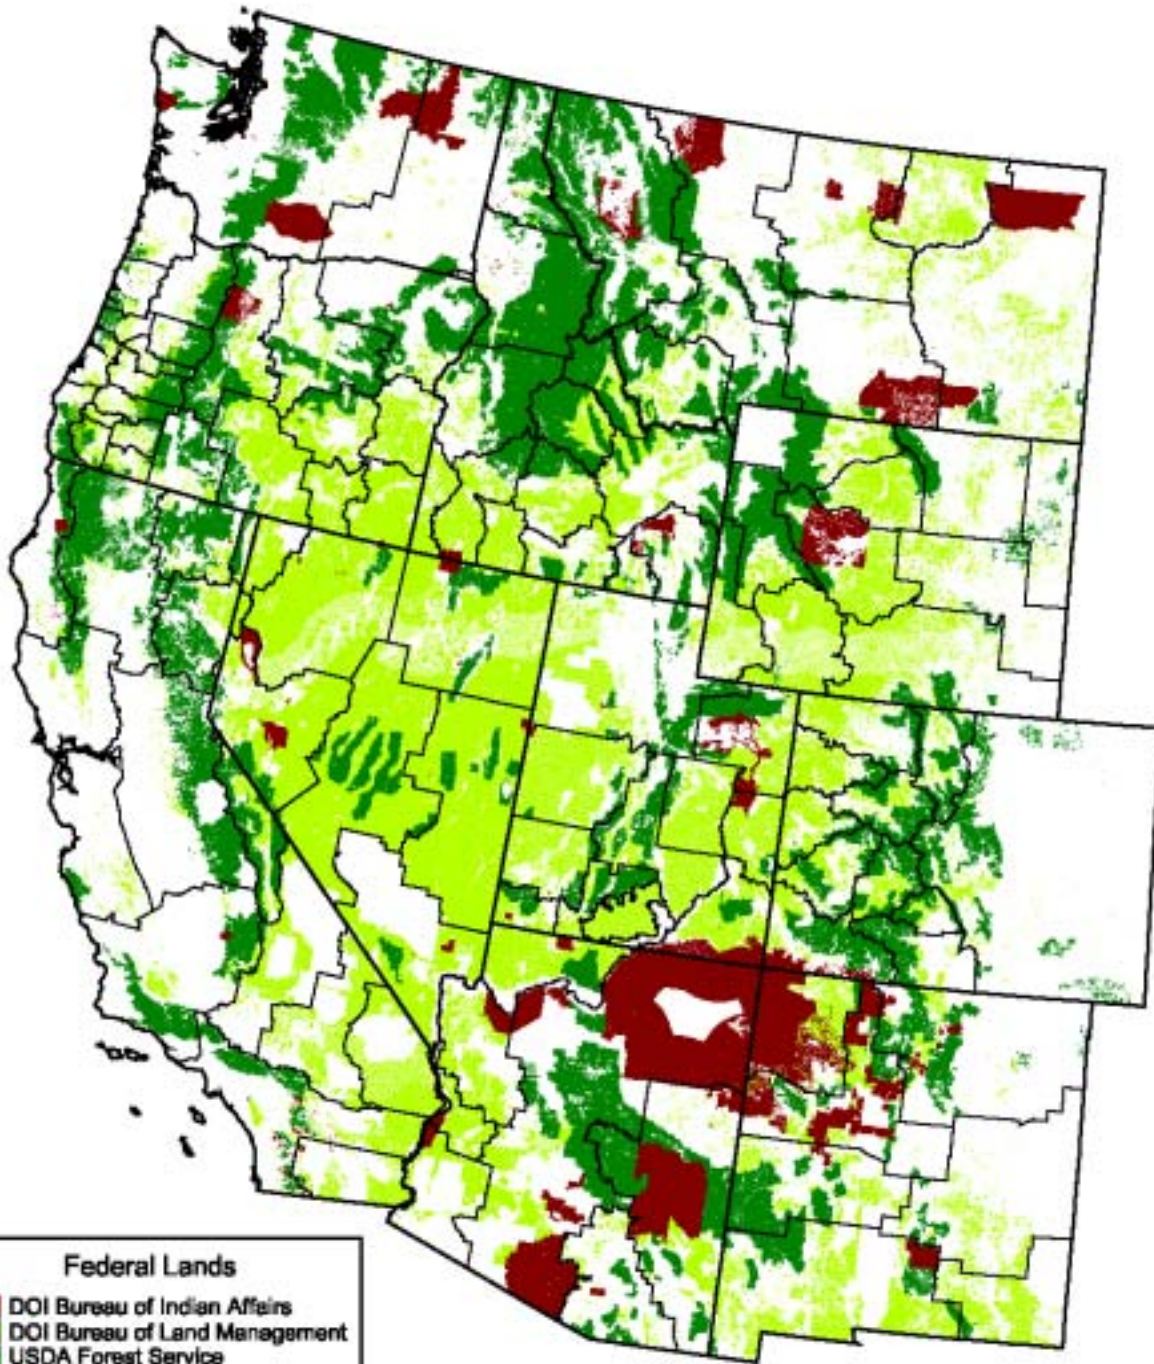 Federal Lands
DOI Bureau of Indian Affairs
DOI Bureau of Land Management
USDA Forest Service